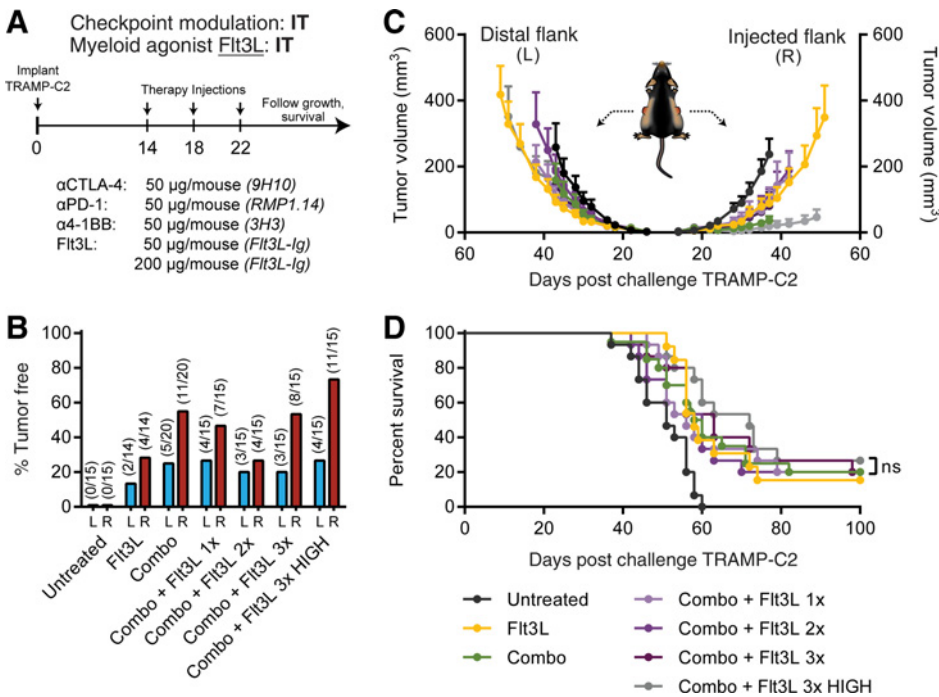 A
Checkpoint modulation: IT
Myeloid agonist Flt3L: IT
Implant
TRAMP-C2
Therapy Injections
Follow growth,
survival
0 14 18 22
αCTLA-4: 50 µg/mouse (9H10)
αPD-1: 50 µg/mouse (RMP1.14)
α4-1BB: 50 µg/mouse (3H3)
Flt3L: 50 µg/mouse (Flt3L-Ig)
200 µg/mouse (Flt3L-Ig)
B
% Tumor free
100
80
60
40
20
0
(0/15) (0/15) (2/14) (4/14) (5/20) (11/20) (4/15) (7/15) (3/15) (4/15) (3/15) (8/15) (4/15) (11/15)
L R L R L R L R L R L R L R
Untreated
Flt3L
Combo
Combo + Flt3L 1x
Combo + Flt3L 2x
Combo + Flt3L 3x
Combo + Flt3L 3x HIGH
C
Distal flank
(L)
Injected flank
(R)
Tumor volume (mm³)
600
400
200
0
Tumor volume
(mm³)
600
400
200
0
60 40 20 20 40 60
Days post challenge TRAMP-C2
D
Percent survival
100
80
60
40
20
0
ns
0 20 40 60 80 100
Days post challenge TRAMP-C2
Untreated
Flt3L
Combo
Combo + Flt3L 1x
Combo + Flt3L 2x
Combo + Flt3L 3x
Combo + Flt3L 3x HIGH